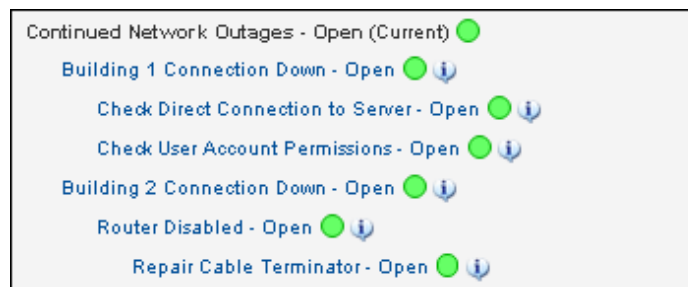 Continued Network Outages - Open (Current)
Building 1 Connection Down - Open
Check Direct Connection to Server - Open
Check User Account Permissions - Open
Building 2 Connection Down - Open
Router Disabled - Open
Repair Cable Terminator - Open